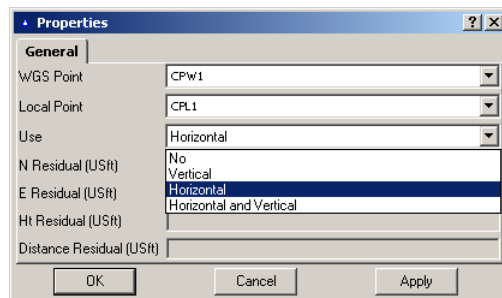 Properties
General
WGS Point CPW1
Local Point CPL1
Use Horizontal
No
N Residual (USft) Vertical
E Residual (USft) Horizontal
Ht Residual (USft) Horizontal and Vertical
Distance Residual (USft)
OK Cancel Apply